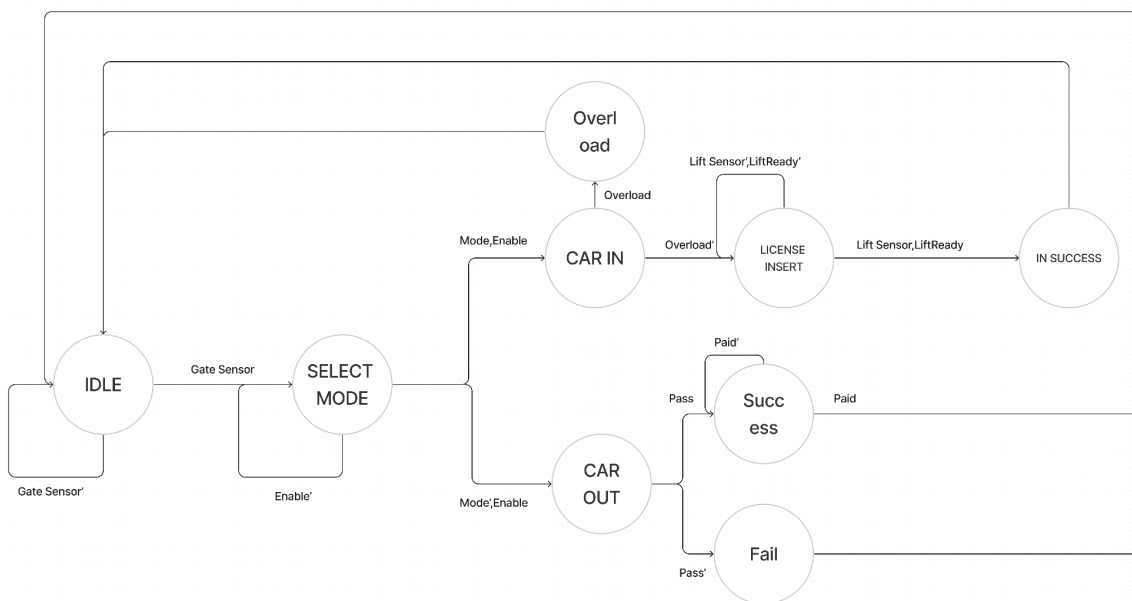 Overl
oad
Lift Sensor',LiftReady'
Overload
Mode,Enable
CAR IN
Overload'
LICENSE
INSERT
Lift Sensor,LiftReady
IN SUCCESS
IDLE
Gate Sensor
SELECT
MODE
Paid'
Pass
Succ
ess
Paid
Gate Sensor'
Enable'
Mode',Enable
CAR
OUT
Pass'
Fail